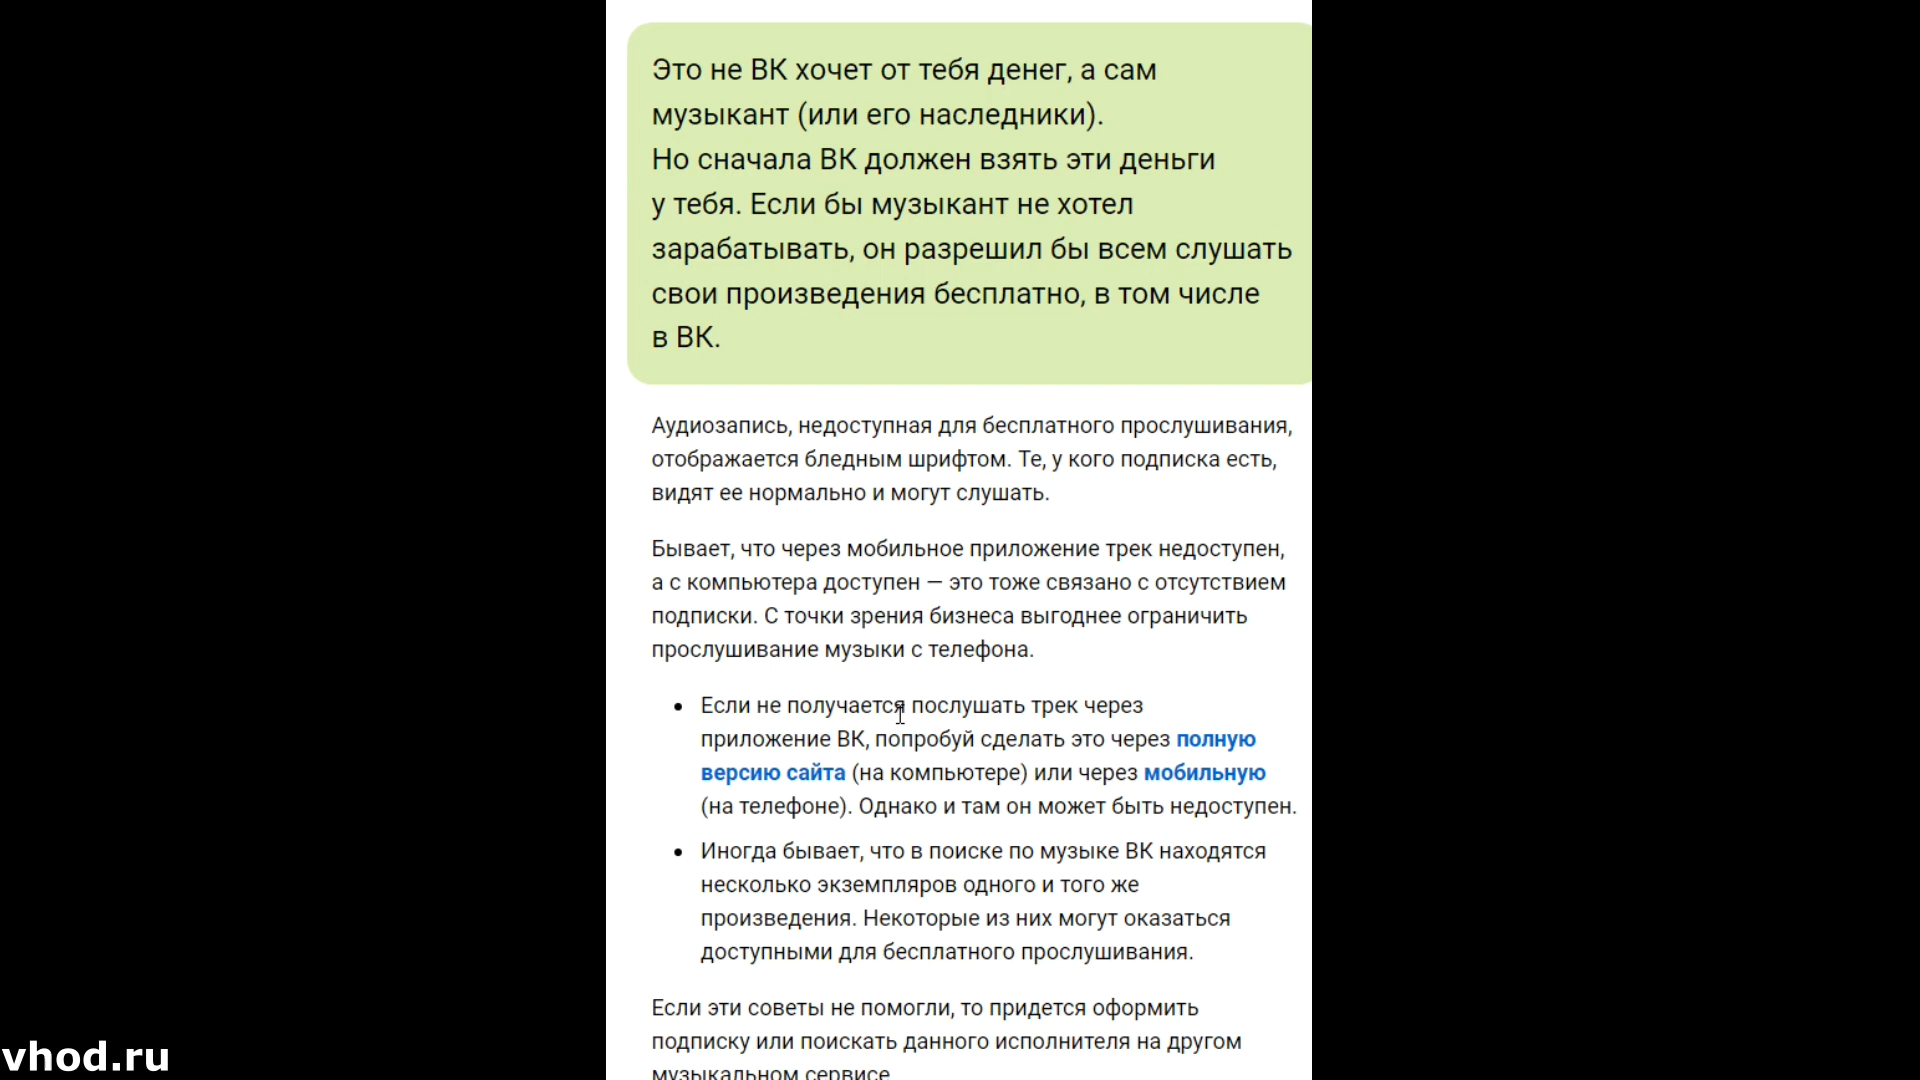 Это не ВК хочет от тебя денег, а сам
музыкант (или его наследники).
Но сначала ВК должен взять эти деньги
у тебя. Если бы музыкант не хотел
зарабатывать, он разрешил бы всем слушать
свои произведения бесплатно, в том числе
в ВК.
Аудиозапись, недоступная для бесплатного прослушивания,
отображается бледным шрифтом. Те, у кого подписка есть,
видят ее нормально и могут слушать.
Бывает, что через мобильное приложение трек недоступен,
а с компьютера доступен — это тоже связано с отсутствием
подписки. С точки зрения бизнеса выгоднее ограничить
прослушивание музыки с телефона.
• Если не получается послушать трек через
приложение ВК, попробуй сделать это через полную
версию сайта (на компьютере) или через мобильную
(на телефоне). Однако и там он может быть недоступен.
• Иногда бывает, что в поиске по музыке ВК находятся
несколько экземпляров одного и того же
произведения. Некоторые из них могут оказаться
доступными для бесплатного прослушивания.
Если эти советы не помогли, то придется оформить
подписку или поискать данного исполнителя на другом
музыкальном сервисе.
vhod.ru